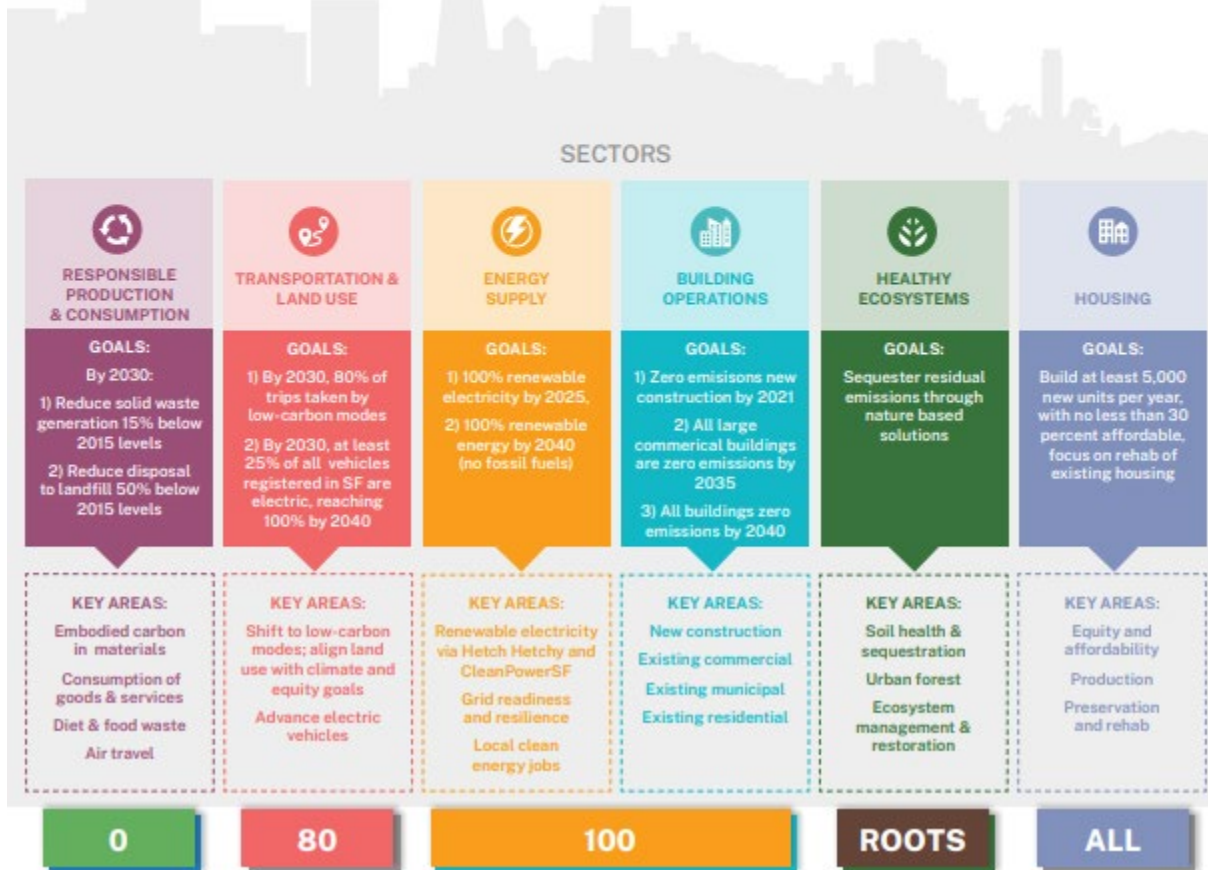 SECTORS
RESPONSIBLE
PRODUCTION
& CONSUMPTION
GOALS:
By 2030:
1) Reduce solid waste
generation 15% below
2015 levels
2) Reduce disposal
to landfill 50% below
2015 levels
KEY AREAS:
Embodied carbon
in materials
Consumption of
goods & services
Diet & food waste
Air travel
0
TRANSPORTATION &
LAND USE
GOALS:
1) By 2030, 80% of
trips taken by
low-carbon modes
2) By 2030, at least
25% of all vehicles
registered in SF are
electric, reaching
100% by 2040
KEY AREAS:
Shift to low-carbon
modes; align land
use with climate and
equity goals
Advance electric
vehicles
80
ENERGY
SUPPLY
GOALS:
1) 100% renewable
electricity by 2025,
2) 100% renewable
energy by 2040
(no fossil fuels)
KEY AREAS:
Renewable electricity
via Hetch Hetchy and
CleanPowerSF
Grid readiness
and resilience
Local clean
energy jobs
BUILDING
OPERATIONS
GOALS:
1) Zero emisisons new
construction by 2021
2) All large
commerical buildings
are zero emissions by
2035
3) All buildings zero
emissions by 2040
KEY AREAS:
New construction
Existing commercial
Existing municipal
Existing residential
100
HEALTHY
ECOSYSTEMS
GOALS:
Sequester residual
emissions through
nature based
solutions
KEY AREAS:
Soil health &
sequestration
Urban forest
Ecosystem
management &
restoration
ROOTS
HOUSING
GOALS:
Build at least 5,000
new units per year,
with no less than 30
percent affordable,
focus on rehab of
existing housing
KEY AREAS:
Equity and
affordability
Production
Preservation
and rehab
ALL